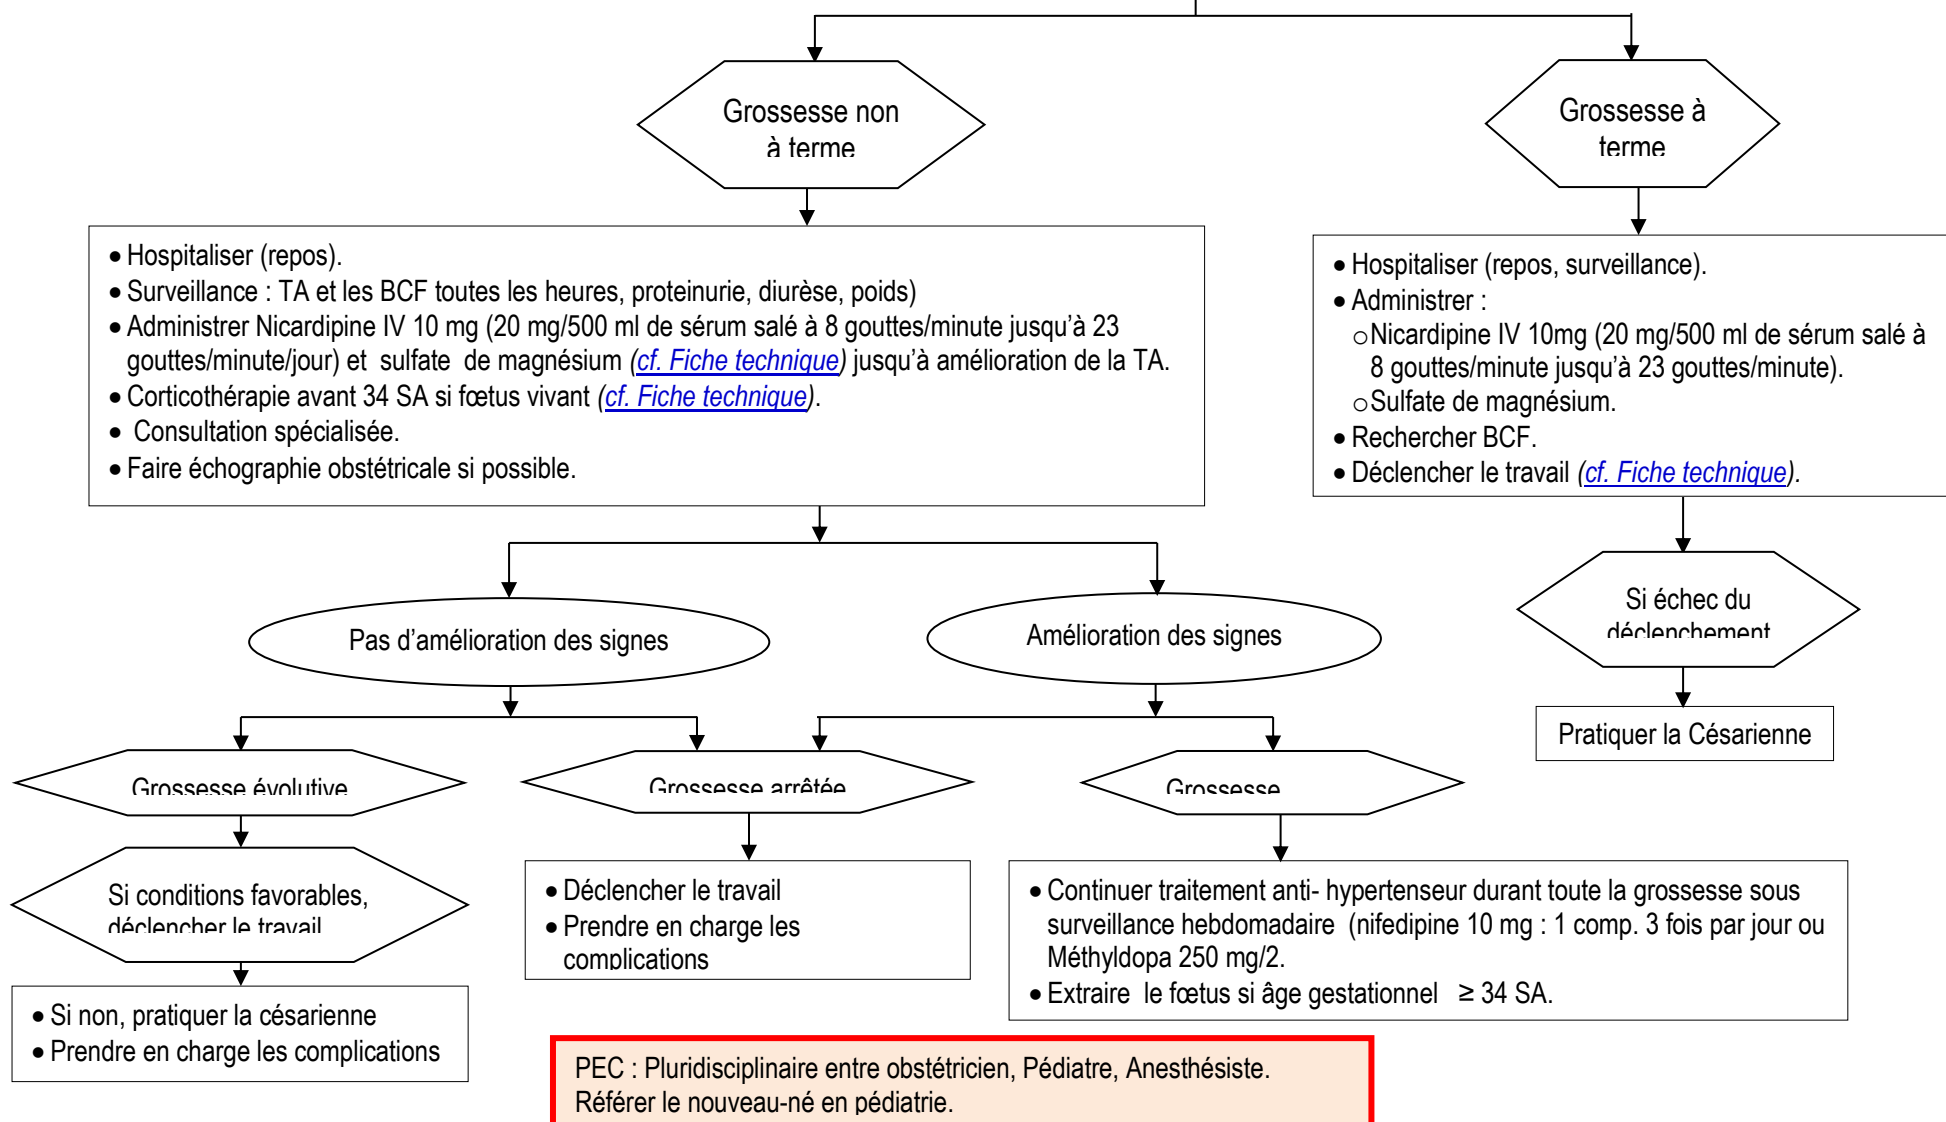 Grossesse non
à terme
Grossesse à
terme
• Hospitaliser (repos).
• Surveillance : TA et les BCF toutes les heures, proteinurie, diurèse, poids)
• Administrer Nicardipine IV 10 mg (20 mg/500 ml de sérum salé à 8 gouttes/minute jusqu'à 23
gouttes/minute/jour) et sulfate de magnésium (cf. Fiche technique) jusqu'à amélioration de la TA.
• Corticothérapie avant 34 SA si fœtus vivant (cf. Fiche technique).
• Consultation spécialisée.
• Faire échographie obstétricale si possible.
• Hospitaliser (repos, surveillance).
• Administrer :
o Nicardipine IV 10mg (20 mg/500 ml de sérum salé à
8 gouttes/minute jusqu'à 23 gouttes/minute).
o Sulfate de magnésium.
• Rechercher BCF.
• Déclencher le travail (cf. Fiche technique).
Pas d'amélioration des signes
Amélioration des signes
Si échec du
déclenchement
Pratiquer la Césarienne
Grossesse évolutive
Grossesse arrêtée
Grossesse
Si conditions favorables,
déclencher le travail
• Déclencher le travail
• Prendre en charge les
complications
• Continuer traitement anti- hypertenseur durant toute la grossesse sous
surveillance hebdomadaire (nifedipine 10 mg : 1 comp. 3 fois par jour ou
Méthyldopa 250 mg/2.
• Extraire le fœtus si âge gestationnel ≥ 34 SA.
• Si non, pratiquer la césarienne
• Prendre en charge les complications
PEC : Pluridisciplinaire entre obstétricien, Pédiatre, Anesthésiste.
Référer le nouveau-né en pédiatrie.